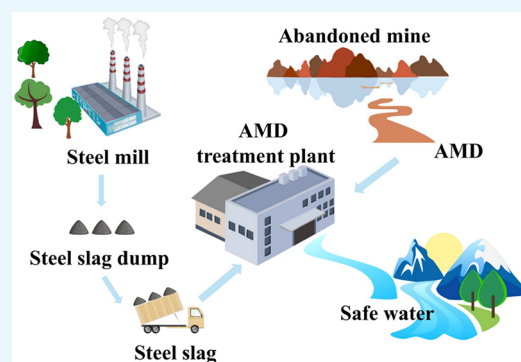 Abandoned mine
Steel mill
AMD
treatment plant
AMD
Steel slag dump
Safe water
Steel slag